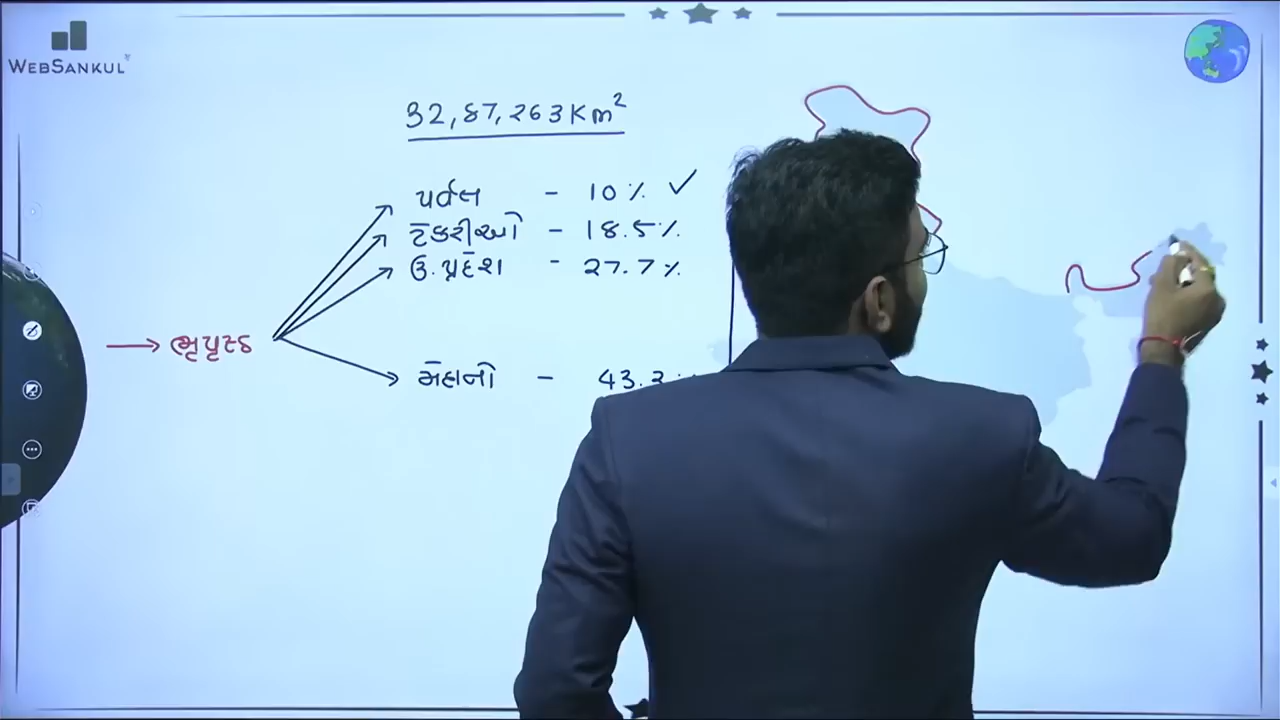 WEBSANKUL
32,87,263 Km²
પર્વત - 10% ✓
ટેકરીઓ - 18.5%
ઉ.પ્રદેશ - 27.7%
→ ભૂપૃષ્ઠ
મેદાનો - 43.3